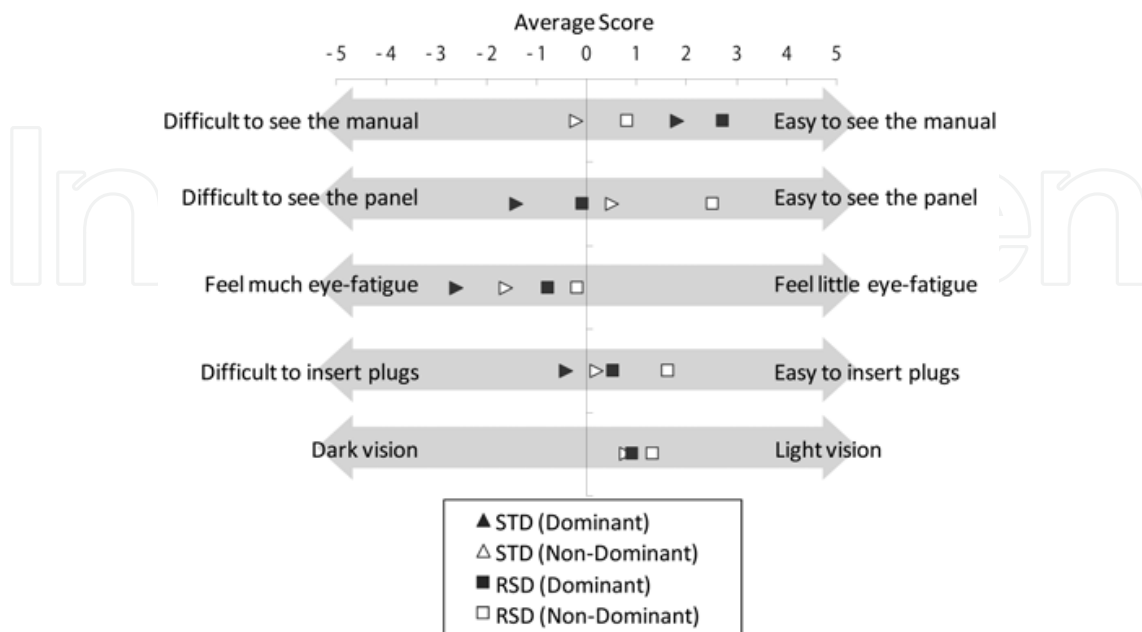 Average Score
- 5 - 4 - 3 - 2 - 1 0 1 2 3 4 5
Difficult to see the manual Easy to see the manual
Difficult to see the panel Easy to see the panel
Feel much eye-fatigue Feel little eye-fatigue
Difficult to insert plugs Easy to insert plugs
Dark vision Light vision
▲ STD (Dominant)
△ STD (Non-Dominant)
■ RSD (Dominant)
□ RSD (Non-Dominant)